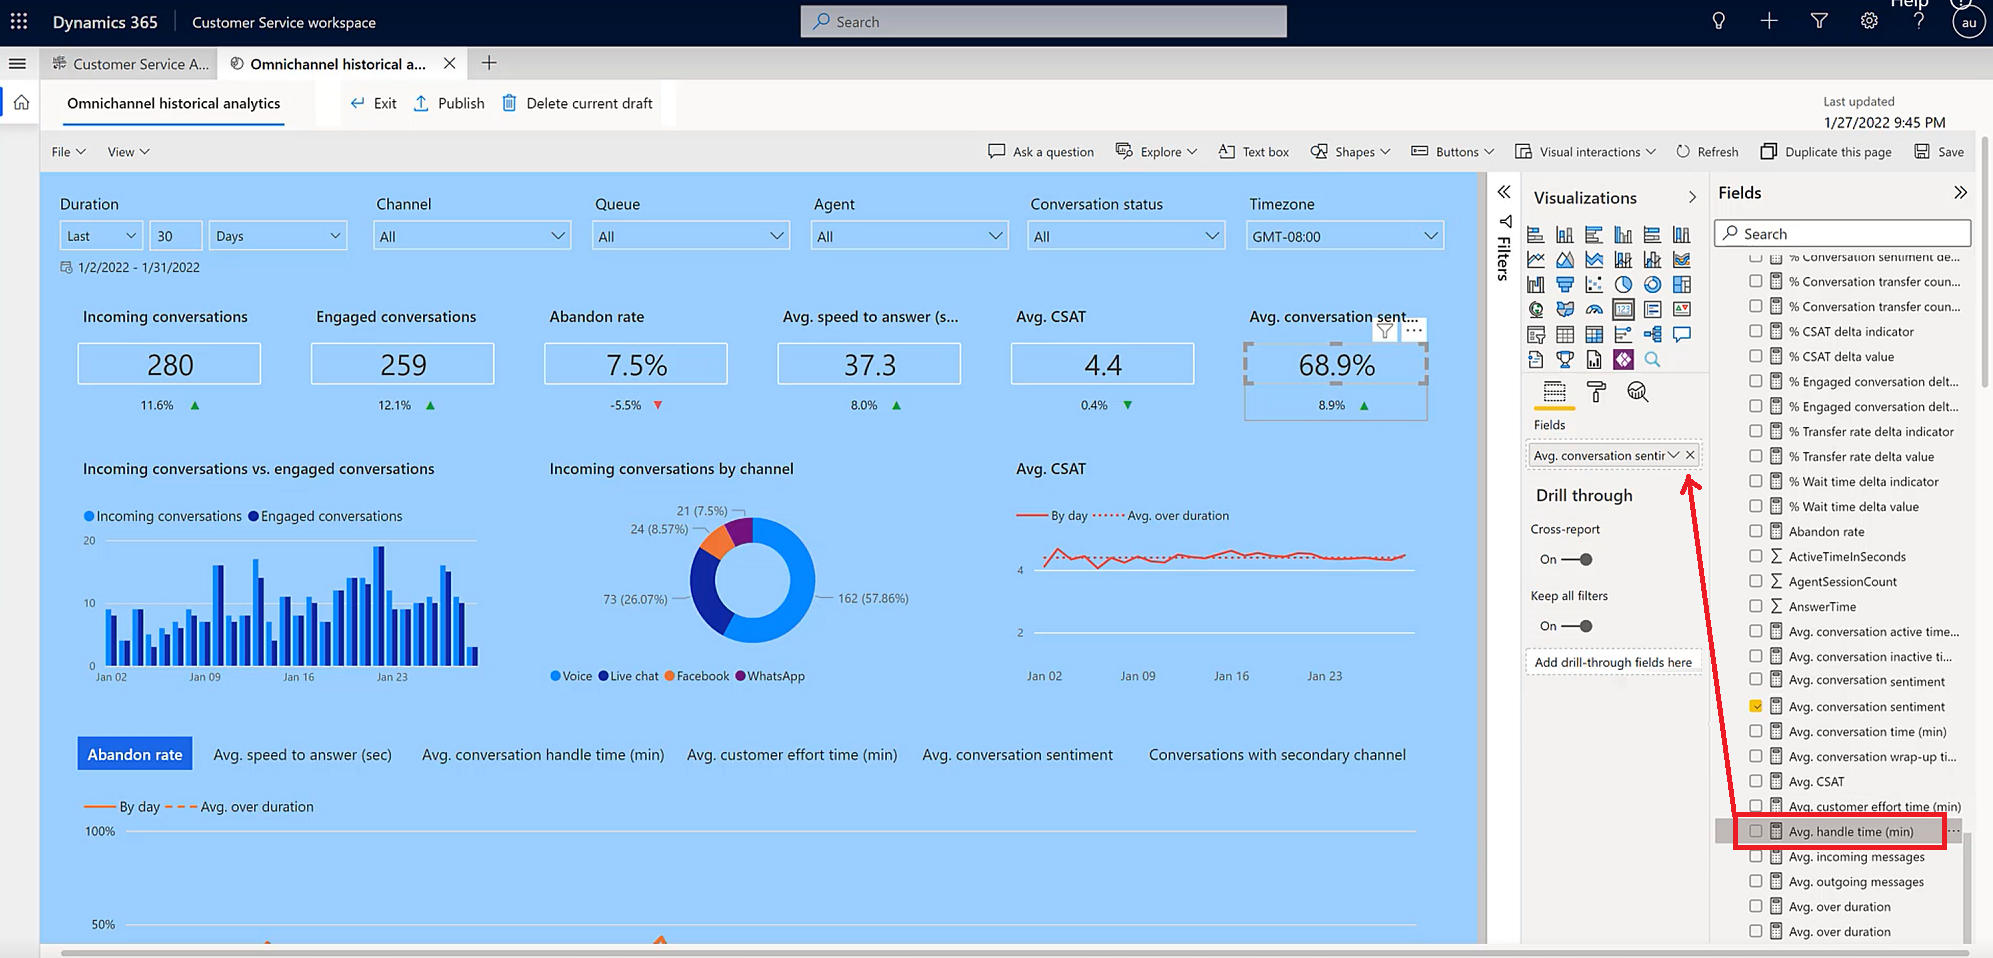 Dynamics 365
Customer Service workspace
Search
Help
?
au
Customer Service A...
Omnichannel historical a...
Omnichannel historical analytics
Exit
Publish
Delete current draft
Last updated
1/27/2022 9:45 PM
File
View
Ask a question
Explore
Text box
Shapes
Buttons
Visual interactions
Refresh
Duplicate this page
Save
Duration
Channel
Queue
Agent
Conversation status
Timezone
Last
30
Days
All
All
All
All
GMT-08:00
1/2/2022 - 1/31/2022
Incoming conversations
Engaged conversations
Abandon rate
Avg. speed to answer (s...
Avg. CSAT
Avg. conversation sent...
280
259
7.5%
37.3
4.4
68.9%
11.6%
12.1%
-5.5%
8.0%
0.4%
8.9%
Incoming conversations vs. engaged conversations
Incoming conversations
Engaged conversations
20
10
0
Jan 02
Jan 09
Jan 16
Jan 23
Incoming conversations by channel
21 (7.5%)
24 (8.57%)
73 (26.07%)
162 (57.86%)
Voice
Live chat
Facebook
WhatsApp
Avg. CSAT
By day
Avg. over duration
4
2
Jan 02
Jan 09
Jan 16
Jan 23
Abandon rate
Avg. speed to answer (sec)
Avg. conversation handle time (min)
Avg. customer effort time (min)
Avg. conversation sentiment
Conversations with secondary channel
By day
Avg. over duration
100%
50%
Filters
Visualizations
123
Fields
Avg. conversation sentir
Drill through
Cross-report
On
Keep all filters
On
Add drill-through fields here
Fields
Search
% Conversation sentiment de...
% Conversation transfer coun...
% Conversation transfer coun...
% CSAT delta indicator
% CSAT delta value
% Engaged conversation delt...
% Engaged conversation delt...
% Transfer rate delta indicator
% Transfer rate delta value
% Wait time delta indicator
% Wait time delta value
Abandon rate
ActiveTimeInSeconds
AgentSessionCount
AnswerTime
Avg. conversation active time...
Avg. conversation inactive ti...
Avg. conversation sentiment
Avg. conversation sentiment
Avg. conversation time (min)
Avg. conversation wrap-up ti...
Avg. CSAT
Avg. customer effort time (min)
Avg. handle time (min)
Avg. incoming messages
Avg. outgoing messages
Avg. over duration
Avg. over duration